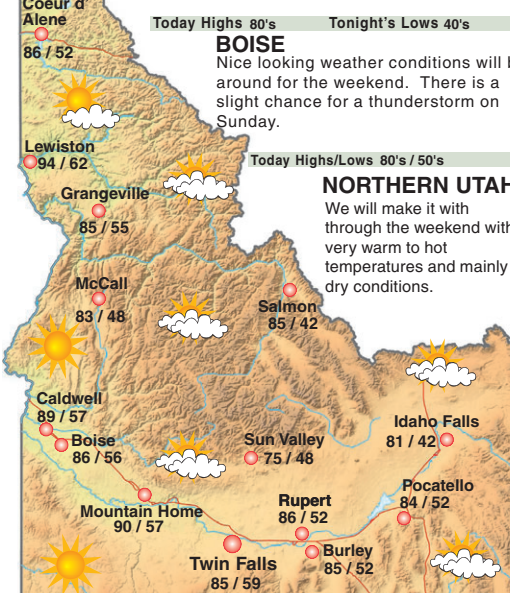 Coeur d'
Alene
86 / 52
Today Highs 80's Tonight's Lows 40's
BOISE
Nice looking weather conditions will
around for the weekend. There is a
slight chance for a thunderstorm on
Sunday.
Lewiston
94 / 62
Today Highs/Lows 80's / 50's
NORTHERN UTAH
We will make it with
through the weekend with
very warm to hot
temperatures and mainly
dry conditions.
Grangeville
85 / 55
McCall
83 / 48
Salmon
85 / 42
Caldwell
89 / 57
Boise
86 / 56
Sun Valley
75 / 48
Idaho Falls
81 / 42
Pocatello
84 / 52
Mountain Home
90 / 57
Rupert
86 / 52
Twin Falls
85 / 59
Burley
85 / 52